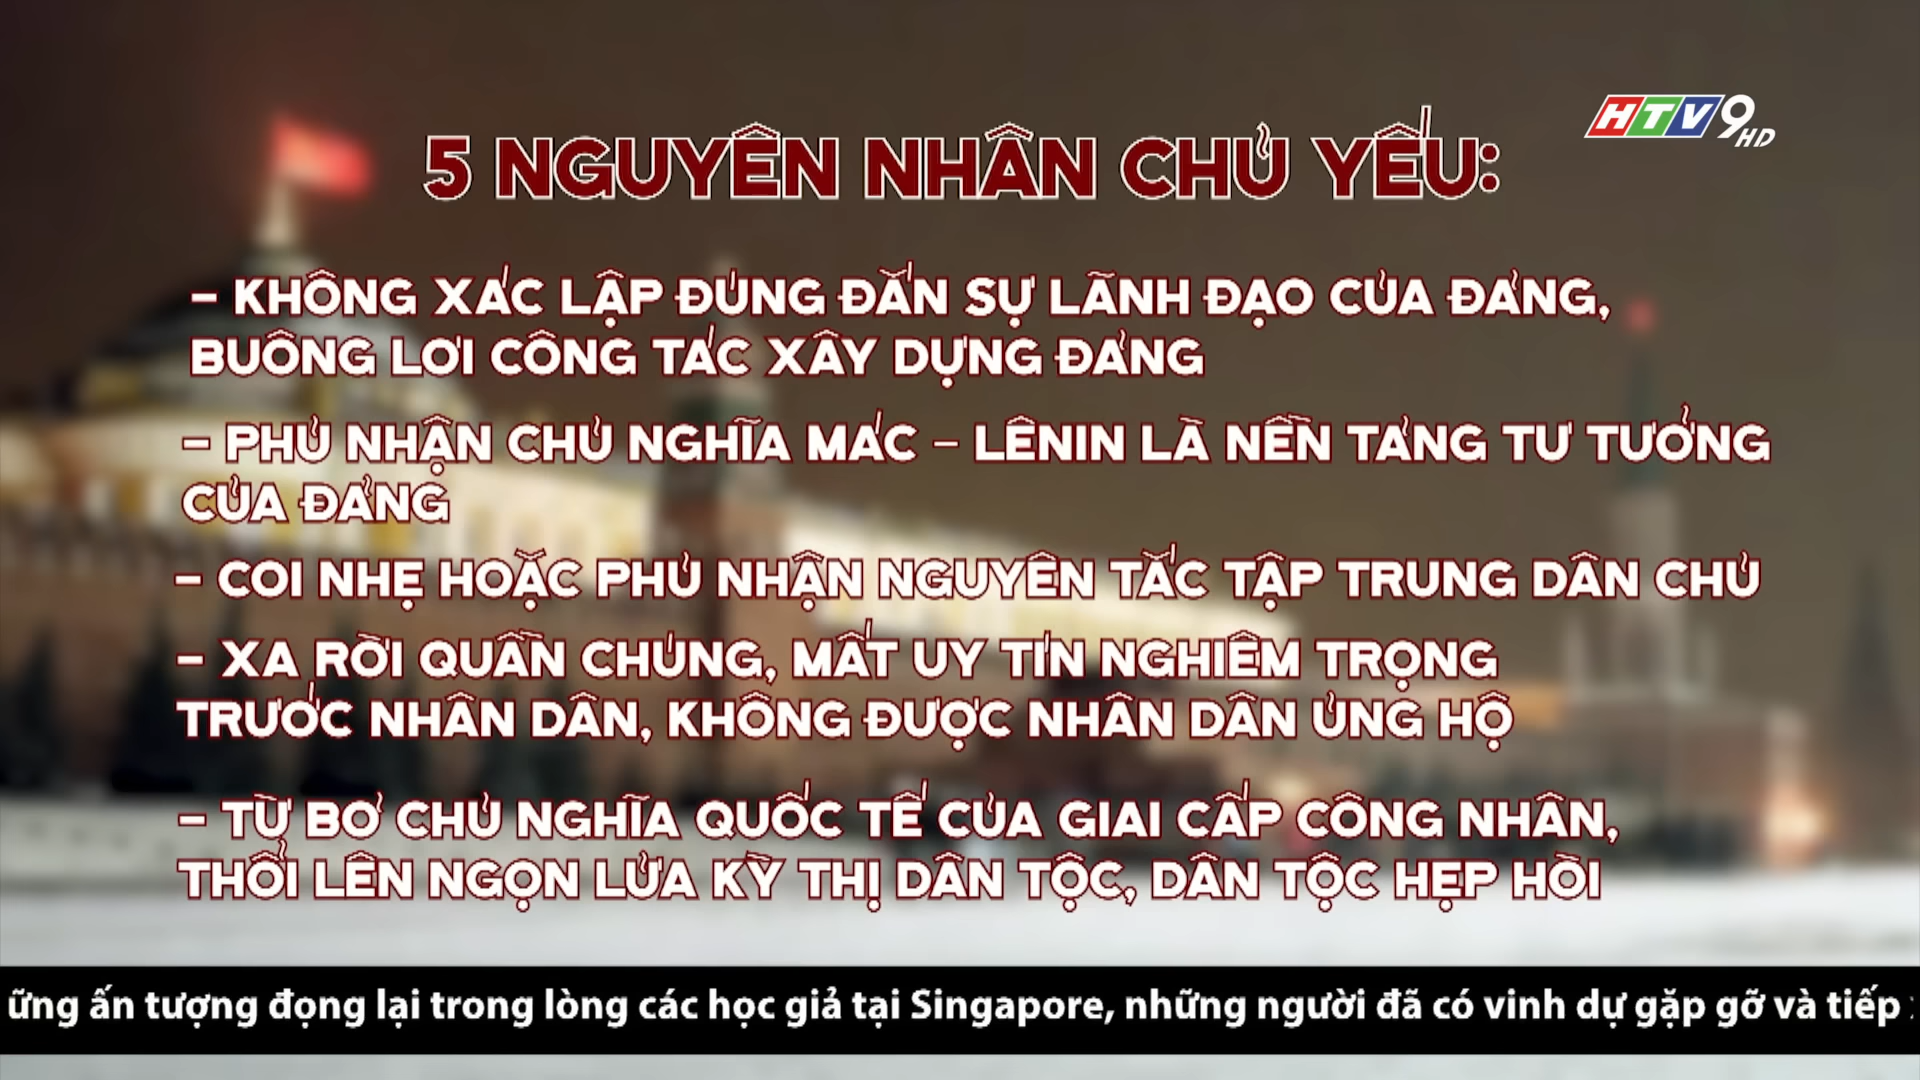 HTV9 HD
5 NGUYÊN NHÂN CHỦ YẾU:
- KHÔNG XÁC LẬP ĐÚNG ĐẮN SỰ LÃNH ĐẠO CỦA ĐẢNG,
BUÔNG LƠI CÔNG TÁC XÂY DỰNG ĐẢNG
- PHỦ NHẬN CHỦ NGHĨA MÁC - LÊNIN LÀ NỀN TẢNG TƯ TƯỞNG
CỦA ĐẢNG
- COI NHẸ HOẶC PHỦ NHẬN NGUYÊN TẮC TẬP TRUNG DÂN CHỦ
- XA RỜI QUẦN CHÚNG, MẤT UY TÍN NGHIÊM TRỌNG
TRƯỚC NHÂN DÂN, KHÔNG ĐƯỢC NHÂN DÂN ỦNG HỘ
- TỪ BỎ CHỦ NGHĨA QUỐC TẾ CỦA GIAI CẤP CÔNG NHÂN,
THỔI LÊN NGỌN LỬA KỲ THỊ DÂN TỘC, DÂN TỘC HẸP HÒI
ững ấn tượng đọng lại trong lòng các học giả tại Singapore, những người đã có vinh dự gặp gỡ và tiếp